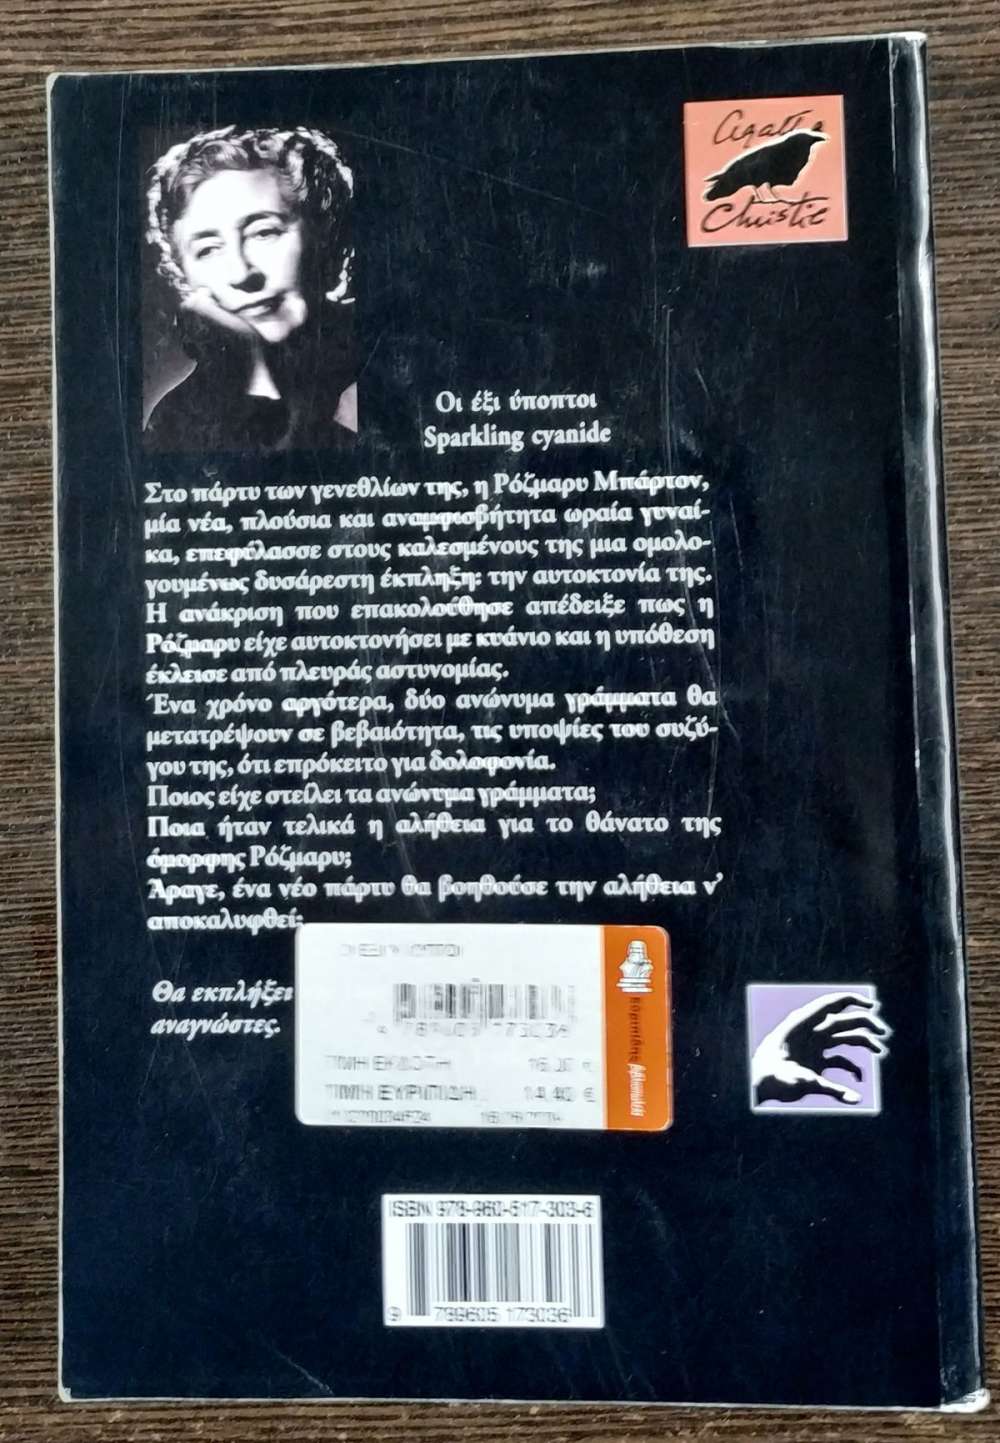 Agatha
Christie
Οι έξι ύποπτοι
Sparkling cyanide
Στο πάρτυ των γενεθλίων της, η Ρόζμαρυ Μπάρτον,
μία νέα, πλούσια και αναμφισβήτητα ωραία γυναί-
κα, επεφύλασσε στους καλεσμένους της μια ομολο-
γουμένως δυσάρεστη έκπληξη: την αυτοκτονία της.
Η ανάκριση που επακολούθησε απέδειξε πως η
Ρόζμαρυ είχε αυτοκτονήσει με κυάνιο και η υπόθεση
έκλεισε από πλευράς αστυνομίας.
Ένα χρόνο αργότερα, δύο ανώνυμα γράμματα θα
μετατρέψουν σε βεβαιότητα, τις υποψίες του συζύ-
γου της, ότι επρόκειτο για δολοφονία.
Ποιος είχε στείλει τα ανώνυμα γράμματα;
Ποια ήταν τελικά η αλήθεια για το θάνατο της
όμορφης Ρόζμαρυ;
Άραγε, ένα νέο πάρτυ θα βοηθούσε την αλήθεια ν'
αποκαλυφθεί;
Θα εκπλήξει
αναγνώστες.
ΟΙ ΕΞΙ ΥΠΟΠΤΟΙ
ΤΙΜΗ ΕΚΔΟΤΗ
ΤΙΜΗ ΕΥΡΙΠΙΔΗ 14.40 €
ευριπίδης βιβλιοπωλείο
ISBN 978-960-517-303-6
9 789605 173036